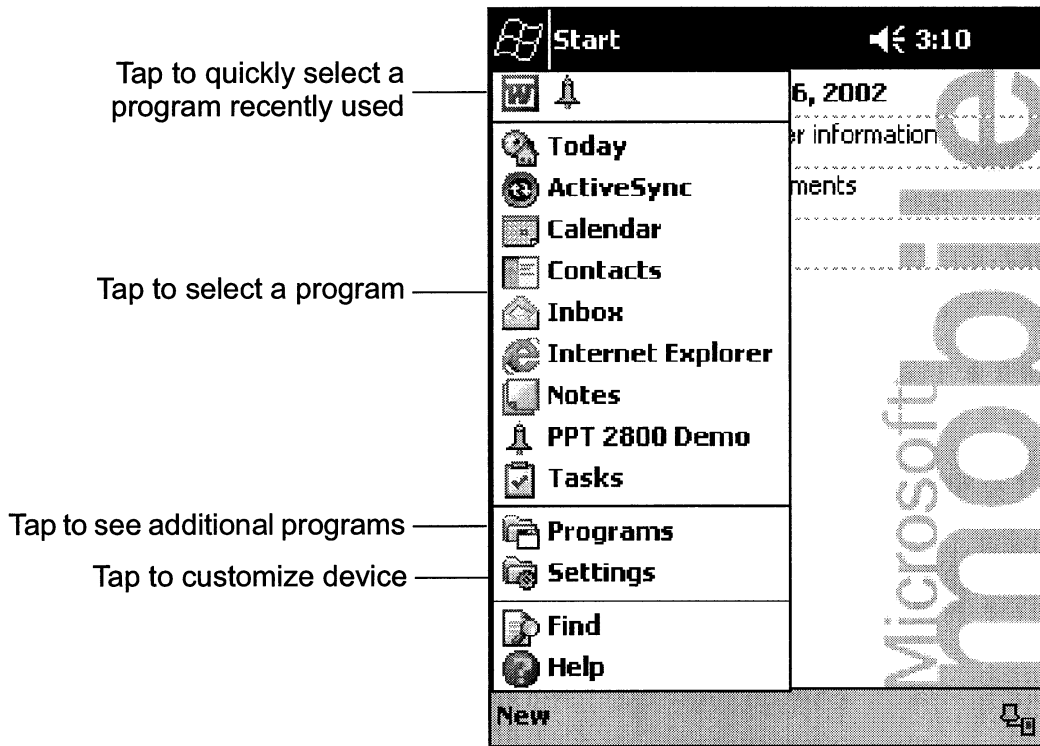 Start 3:10
Tap to quickly select a
program recently used
6, 2002
er information
ments
Today
ActiveSync
Calendar
Contacts
Tap to select a program
Inbox
Internet Explorer
Notes
PPT 2800 Demo
Tasks
Tap to see additional programs
Programs
Tap to customize device
Settings
Find
Help
New
Microsoft
mobile